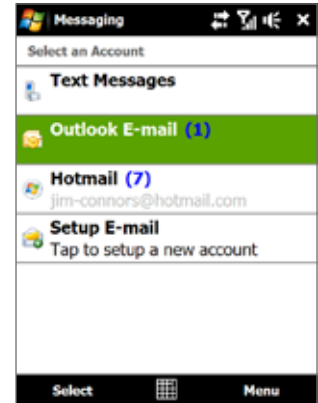 Messaging
Select an Account
Text Messages
Outlook E-mail (1)
Hotmail (7)
jim-connors@hotmail.com
Setup E-mail
Tap to setup a new account
Select Menu